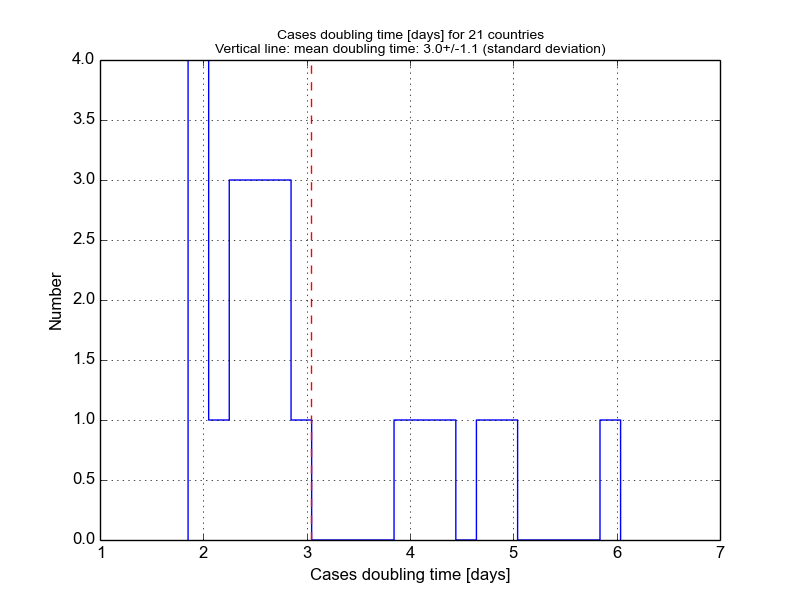 Cases doubling time [days] for 21 countries
Vertical line: mean doubling time: 3.0+/-1.1 (standard deviation)
4.0
3.5
3.0
2.5
2.0
1.5
1.0
0.5
0.0
Number
1 2 3 4 5 6 7
Cases doubling time [days]